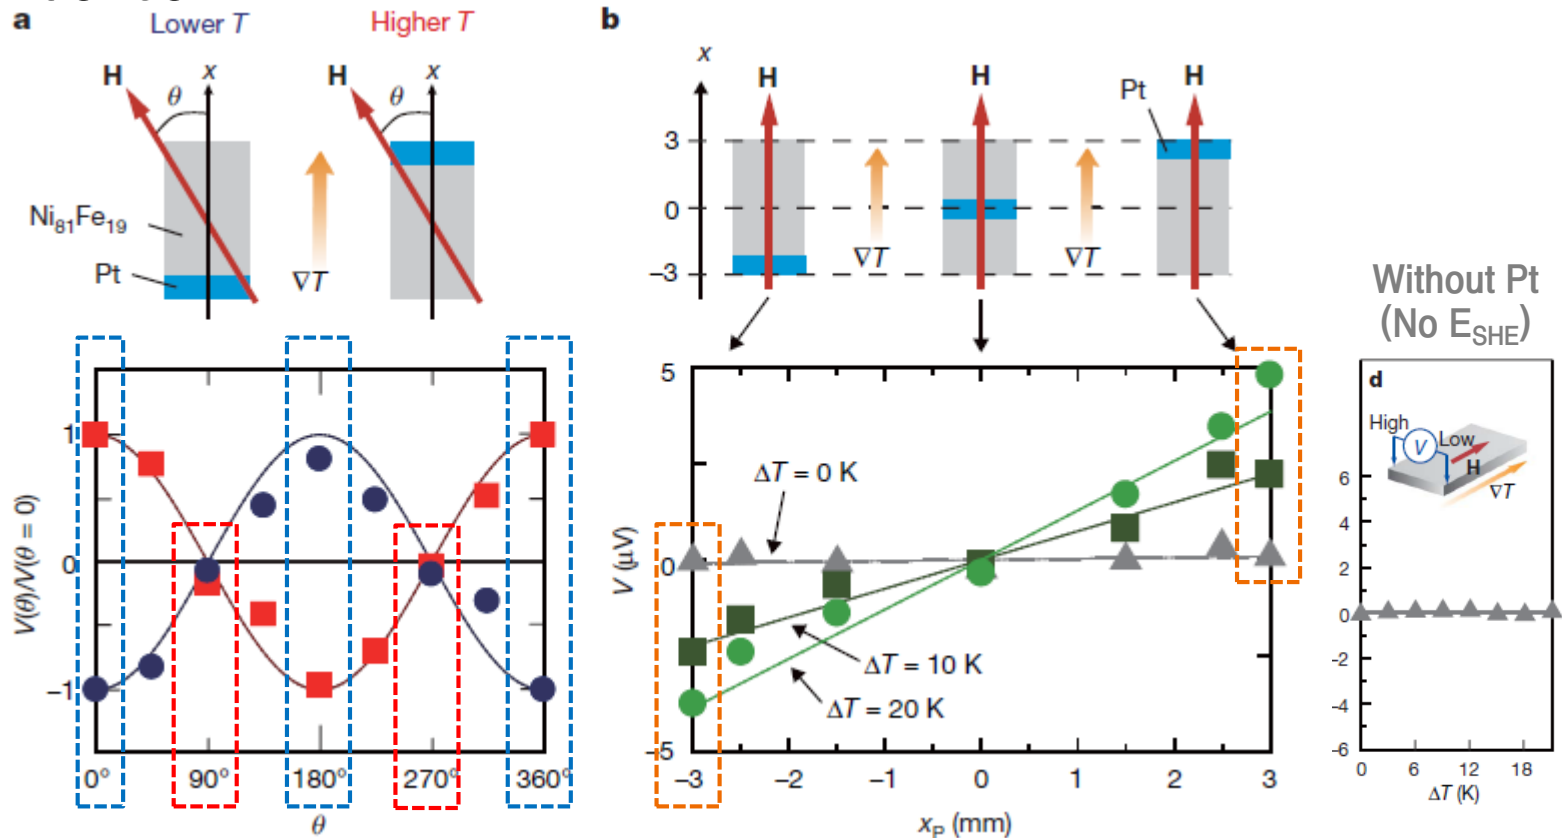 a
Lower T
Higher T
H
x
θ
H
x
θ
Ni81Fe19
Pt
∇T
V(θ)/V(θ = 0)
1
0
−1
0°
90°
180°
270°
360°
θ
b
x
H
H
H
Pt
3
0
−3
∇T
∇T
V (μV)
5
0
−5
ΔT = 0 K
ΔT = 10 K
ΔT = 20 K
−3
−2
−1
0
1
2
3
xP (mm)
Without Pt
(No ESHE)
d
High
V
Low
H
∇T
6
4
2
0
−2
−4
−6
0
6
12
18
ΔT (K)